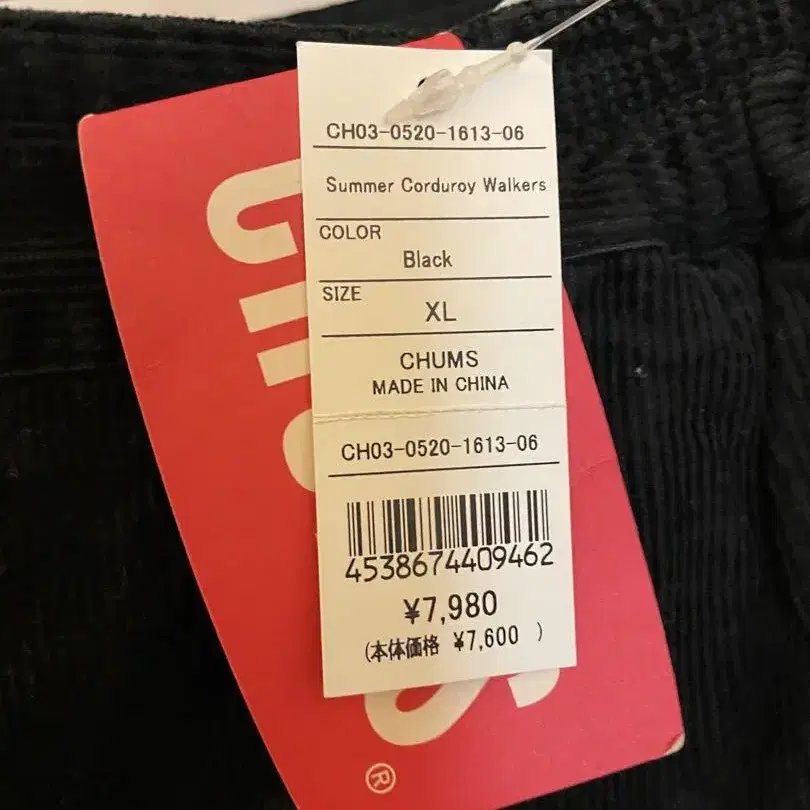 CH03-0520-1613-06
Summer Corduroy Walkers
COLOR
Black
SIZE
XL
CHUMS
MADE IN CHINA
CH03-0520-1613-06
4538674409462
¥7,980
(本体価格 ¥7,600 )
®